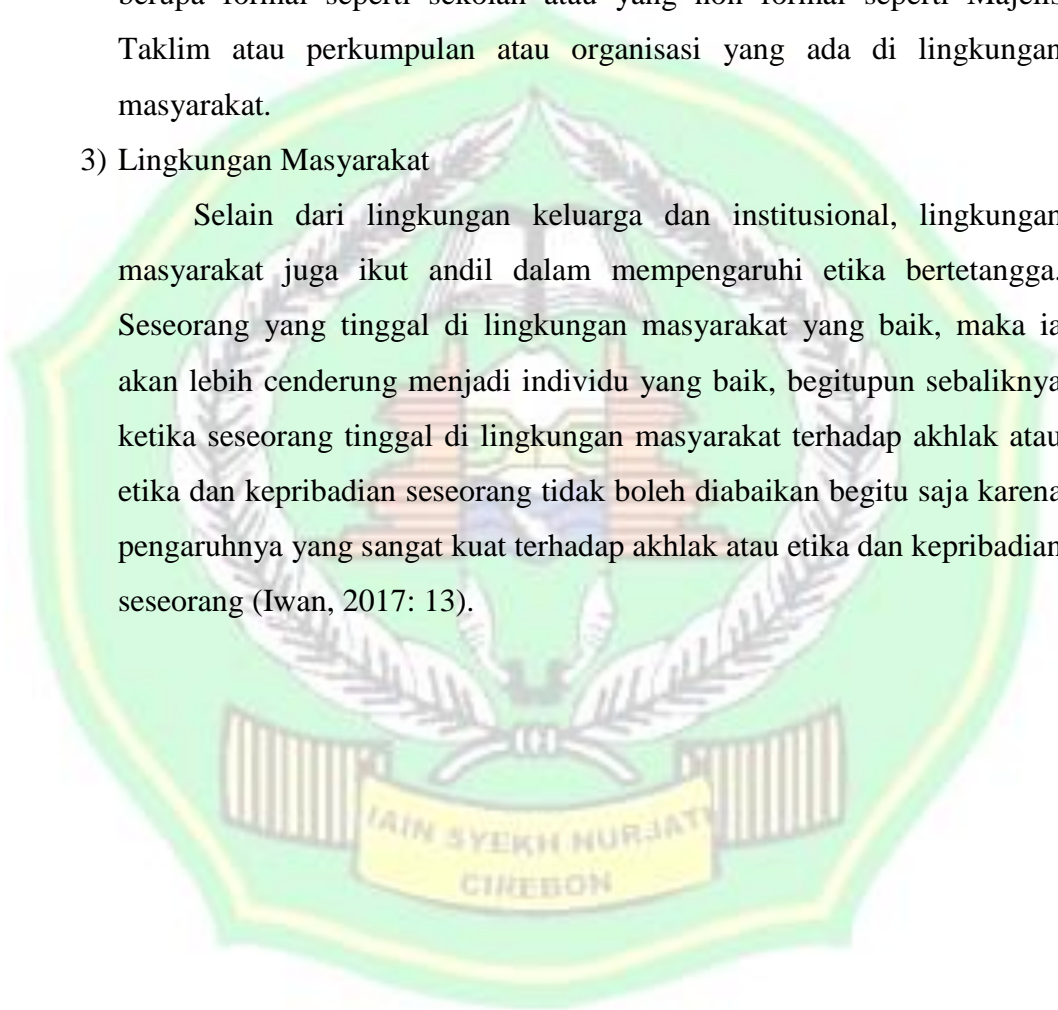 berupa formal seperti sekolah atau yang non formal seperti Majelis
Taklim atau perkumpulan atau organisasi yang ada di lingkungan
masyarakat.
3) Lingkungan Masyarakat
Selain dari lingkungan keluarga dan institusional, lingkungan
masyarakat juga ikut andil dalam mempengaruhi etika bertetangga.
Seseorang yang tinggal di lingkungan masyarakat yang baik, maka ia
akan lebih cenderung menjadi individu yang baik, begitupun sebaliknya
ketika seseorang tinggal di lingkungan masyarakat terhadap akhlak atau
etika dan kepribadian seseorang tidak boleh diabaikan begitu saja karena
pengaruhnya yang sangat kuat terhadap akhlak atau etika dan kepribadian
seseorang (Iwan, 2017: 13).
IAIN SYEKH NURJATI
CIREBON